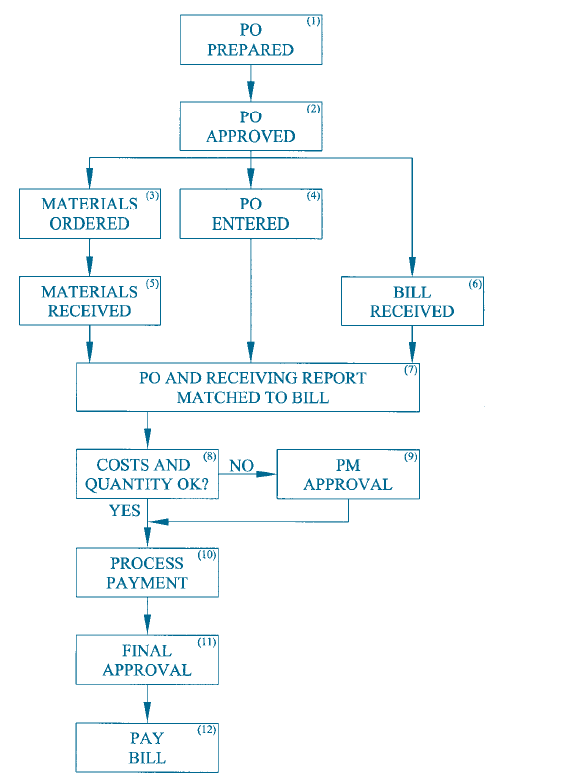 (1)
PO
PREPARED
(2)
PO
APPROVED
(3)
MATERIALS
ORDERED
(4)
PO
ENTERED
(5)
MATERIALS
RECEIVED
(6)
BILL
RECEIVED
(7)
PO AND RECEIVING REPORT
MATCHED TO BILL
(8)
COSTS AND
QUANTITY OK?
NO
(9)
PM
APPROVAL
YES
(10)
PROCESS
PAYMENT
(11)
FINAL
APPROVAL
(12)
PAY
BILL